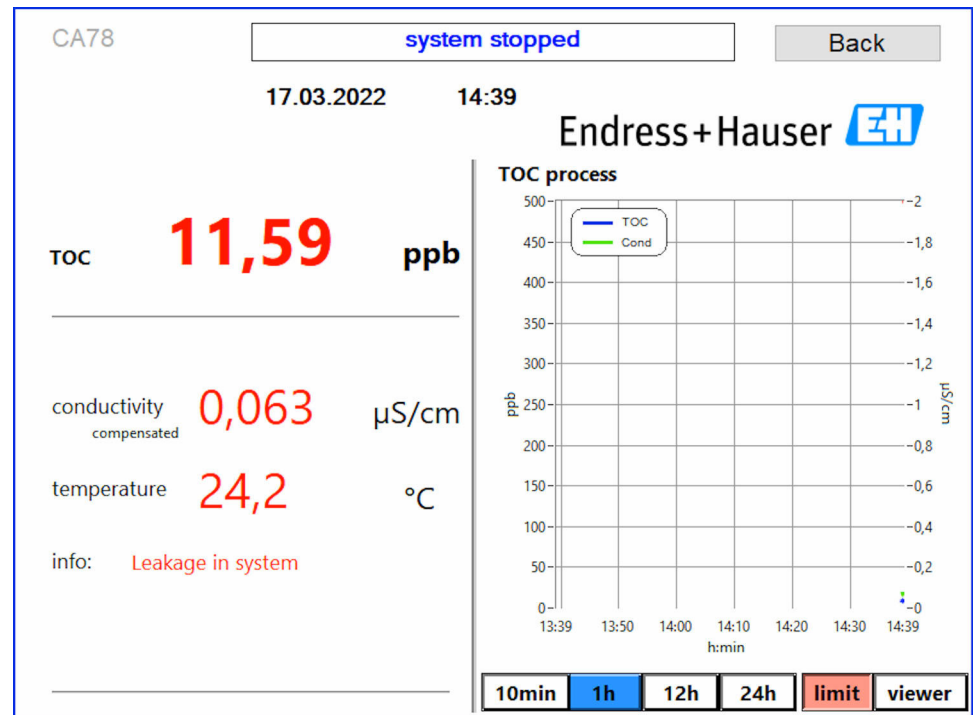 CA78
system stopped
Back
17.03.2022 14:39
Endress+Hauser EH
TOC 11,59 ppb
conductivity compensated 0,063 µS/cm
temperature 24,2 °C
info: Leakage in system
TOC process
TOC
Cond
500
450
400
350
300
250
200
150
100
50
0
ppb
2
1,8
1,6
1,4
1,2
1
0,8
0,6
0,4
0,2
0
µS/cm
13:39 13:50 14:00 14:10 14:20 14:30 14:39
h:min
10min 1h 12h 24h limit viewer